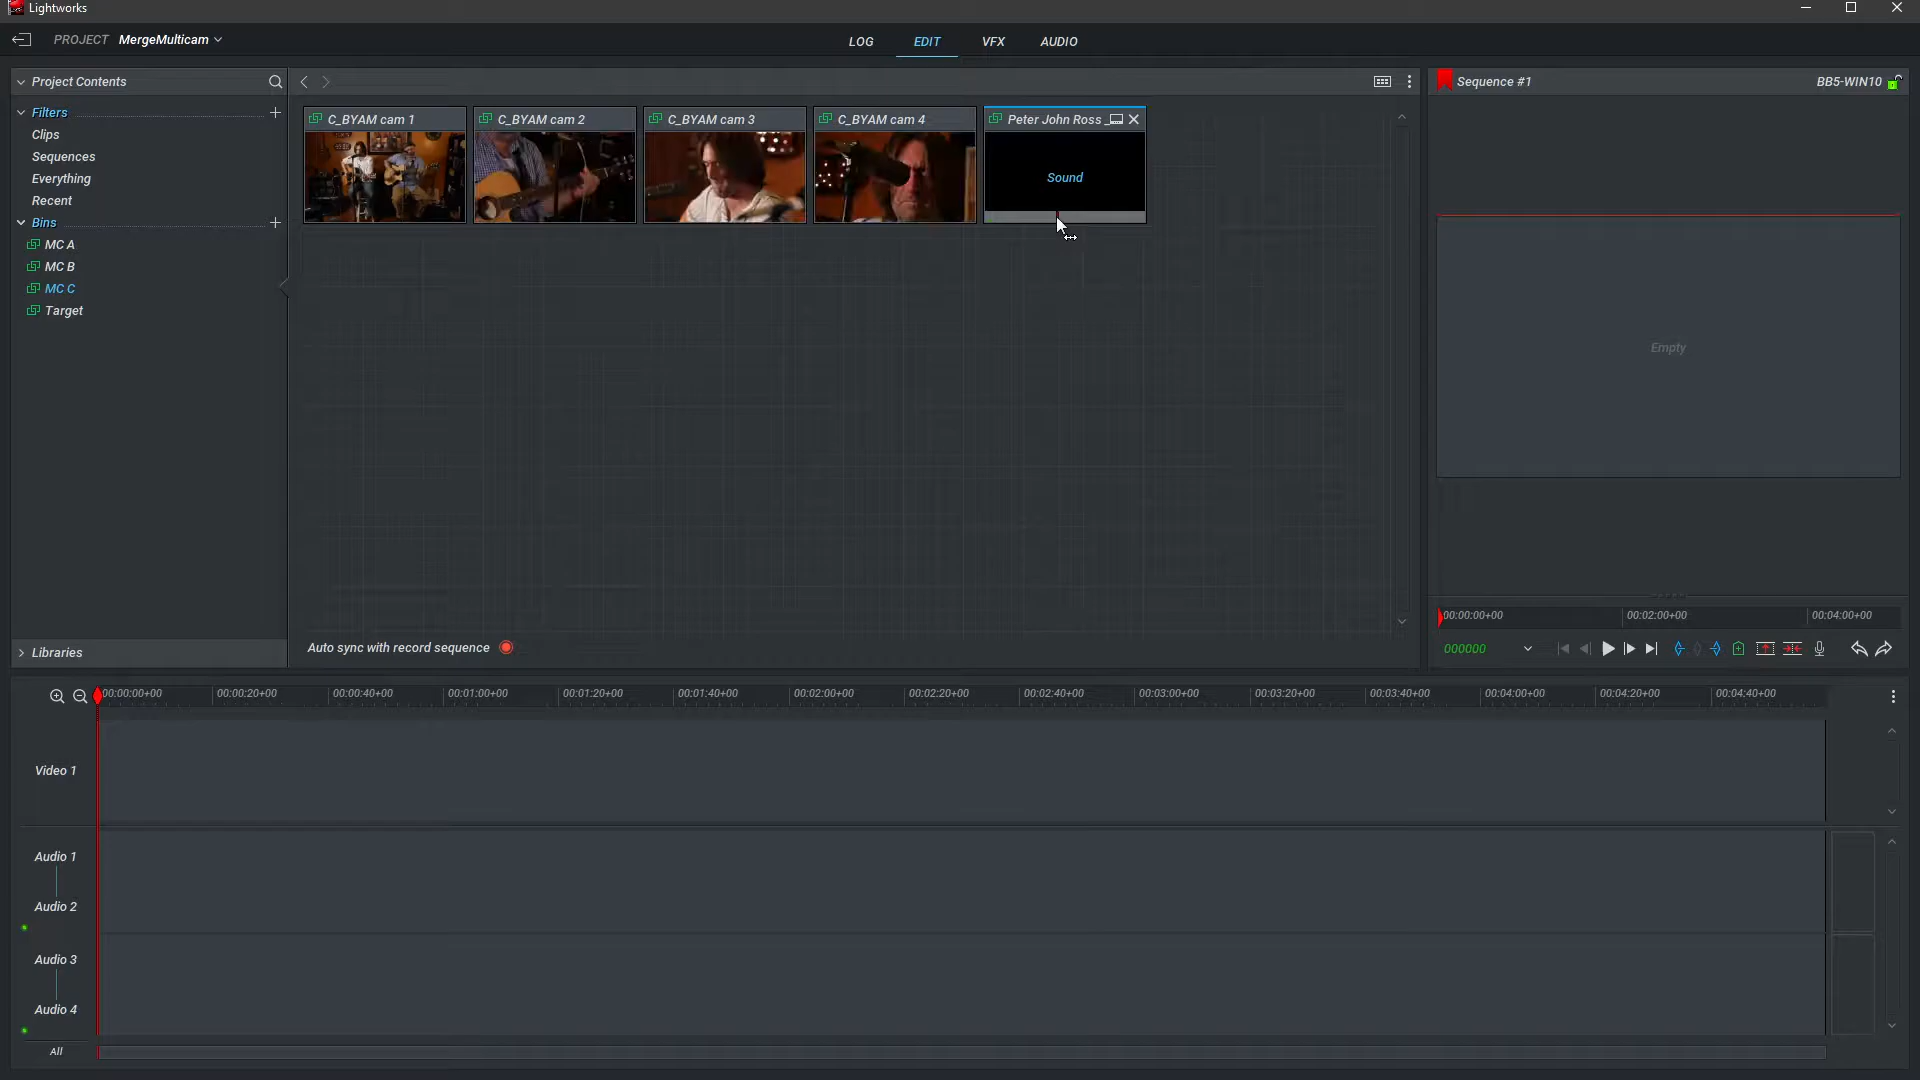 Lightworks
PROJECT MergeMulticam
LOG EDIT VFX AUDIO
Project Contents
Filters
Clips
Sequences
Everything
Recent
Bins
MC A
MC B
MC C
Target
Libraries
C_BYAM cam 1
C_BYAM cam 2
C_BYAM cam 3
C_BYAM cam 4
Peter John Ross _
Sound
Auto sync with record sequence
Sequence #1 BB5-WIN10
Empty
00:00:00+00 00:02:00+00 00:04:00+00
000000
00:00:00+00 00:00:20+00 00:00:40+00 00:01:00+00 00:01:20+00 00:01:40+00 00:02:00+00 00:02:20+00 00:02:40+00 00:03:00+00 00:03:20+00 00:03:40+00 00:04:00+00 00:04:20+00 00:04:40+00
Video 1
Audio 1
Audio 2
Audio 3
Audio 4
All